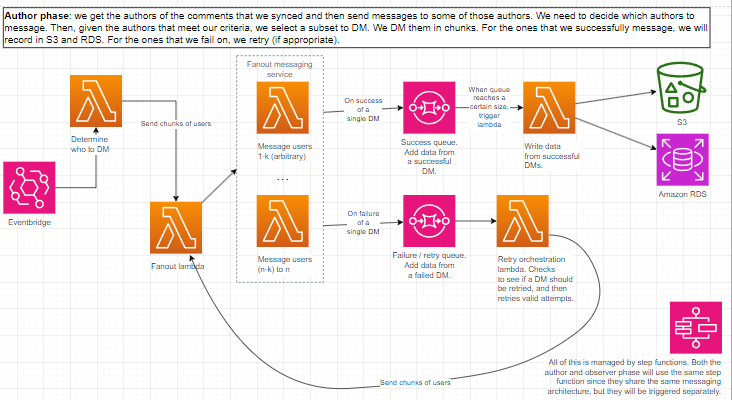 Author phase: we get the authors of the comments that we synced and then send messages to some of those authors. We need to decide which authors to
message. Then, given the authors that meet our criteria, we select a subset to DM. We DM them in chunks. For the ones that we successfully message, we will
record in S3 and RDS. For the ones that we fail on, we retry (if appropriate).
Fanout messaging
service
Send chunks of users
Determine
who to DM
Eventbridge
Fanout lambda
Message users
1-k (arbitrary)
...
Message users
(n-k) to n
On success
of a
single DM
Success queue.
Add data from
a successful
DM.
When queue
reaches a
certain size,
trigger
lambda
Write data
from successful
DMs.
S3
Amazon RDS
On failure
of a
single DM
Failure / retry queue.
Add data from
a failed DM.
Retry orchestration
lambda. Checks
to see if a DM should
be retried, and then
retries valid attempts.
Send chunks of users
All of this is managed by step functions. Both the
author and observer phase will use the same step
function since they share the same messaging
architecture, but they will be triggered separately.